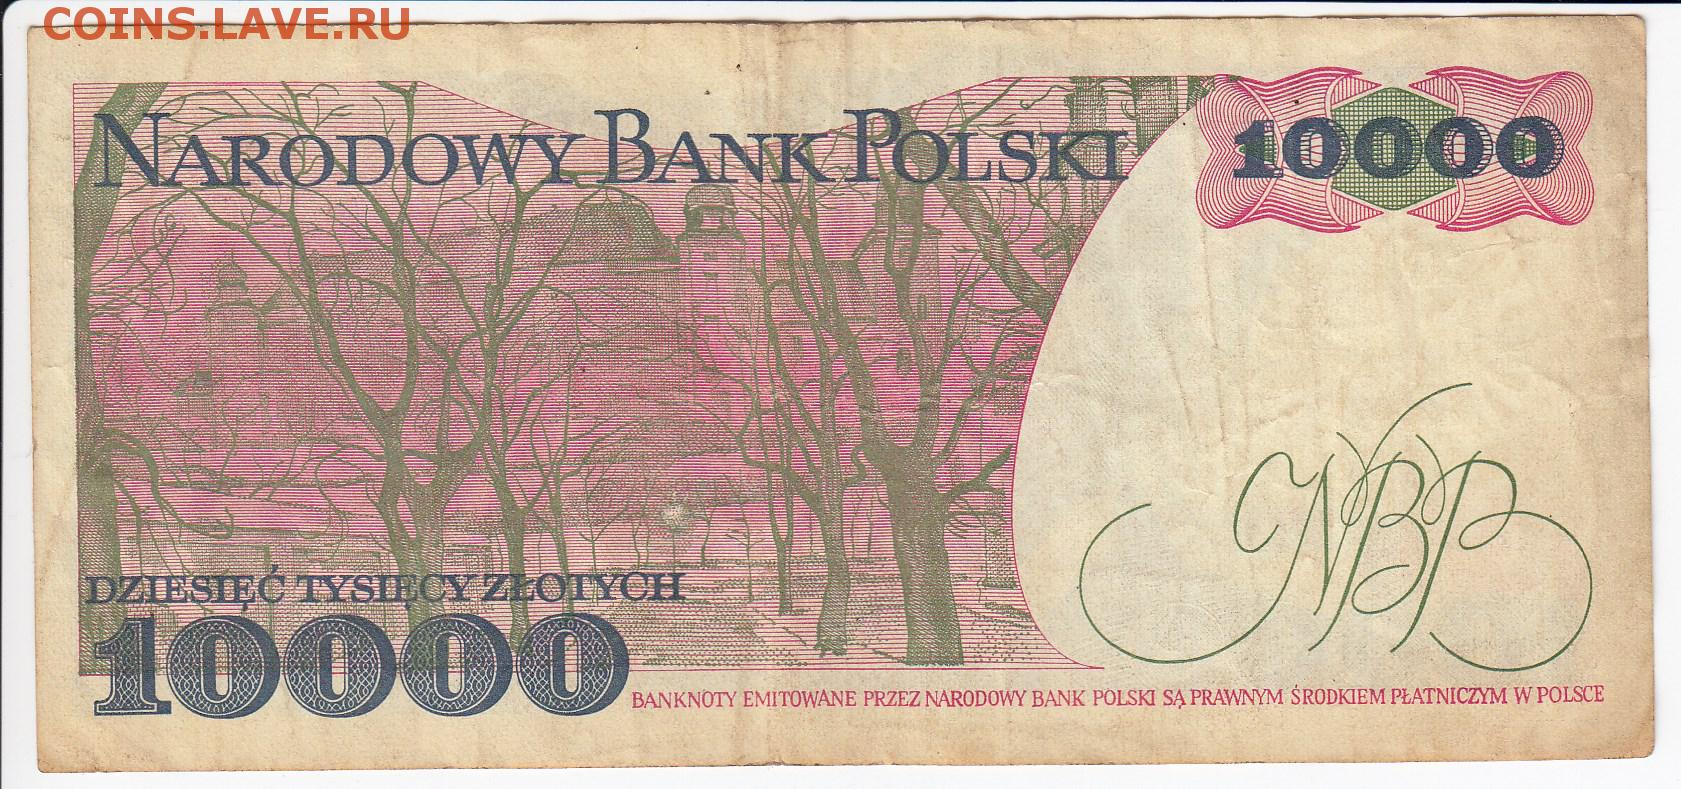 COINS.LAVE.RU
NARODOWY BANK POLSKI
10000
NBP
DZIESIĘĆ TYSIĘCY ZŁOTYCH
10000
BANKNOTY EMITOWANE PRZEZ NARODOWY BANK POLSKI SĄ PRAWNYM ŚRODKIEM PŁATNICZYM W POLSCE